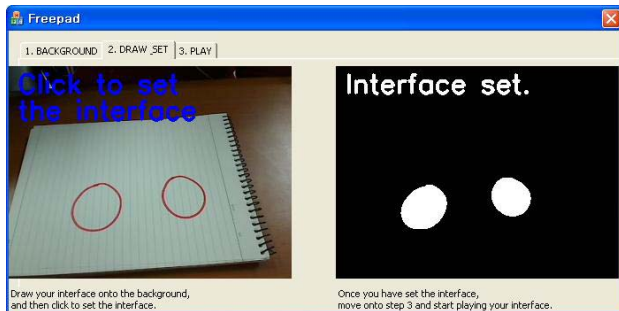 Freepad
1. BACKGROUND
2. DRAW_SET
3. PLAY
Click to set
the interface
Interface set.
Draw your interface onto the background,
and then click to set the interface.
Once you have set the interface,
move onto step 3 and start playing your interface.